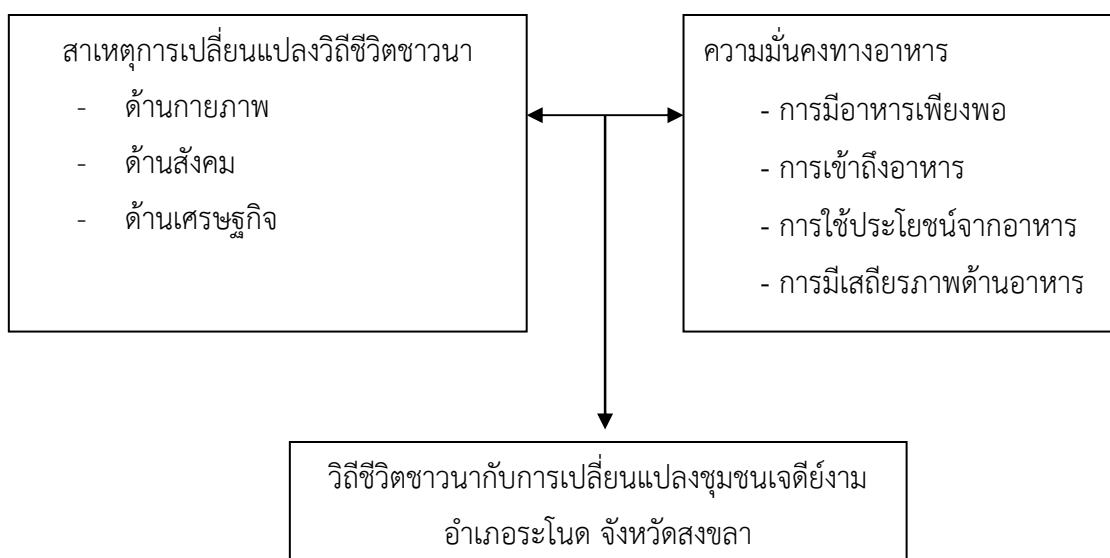 สาเหตุการเปลี่ยนแปลงวิถีชีวิตชาวนา
- ด้านกายภาพ
- ด้านสังคม
- ด้านเศรษฐกิจ
ความมั่นคงทางอาหาร
- การมีอาหารเพียงพอ
- การเข้าถึงอาหาร
- การใช้ประโยชน์จากอาหาร
- การมีเสถียรภาพด้านอาหาร
วิถีชีวิตชาวนากับการเปลี่ยนแปลงชุมชนเจดีย์งาม
อำเภอระโนด จังหวัดสงขลา